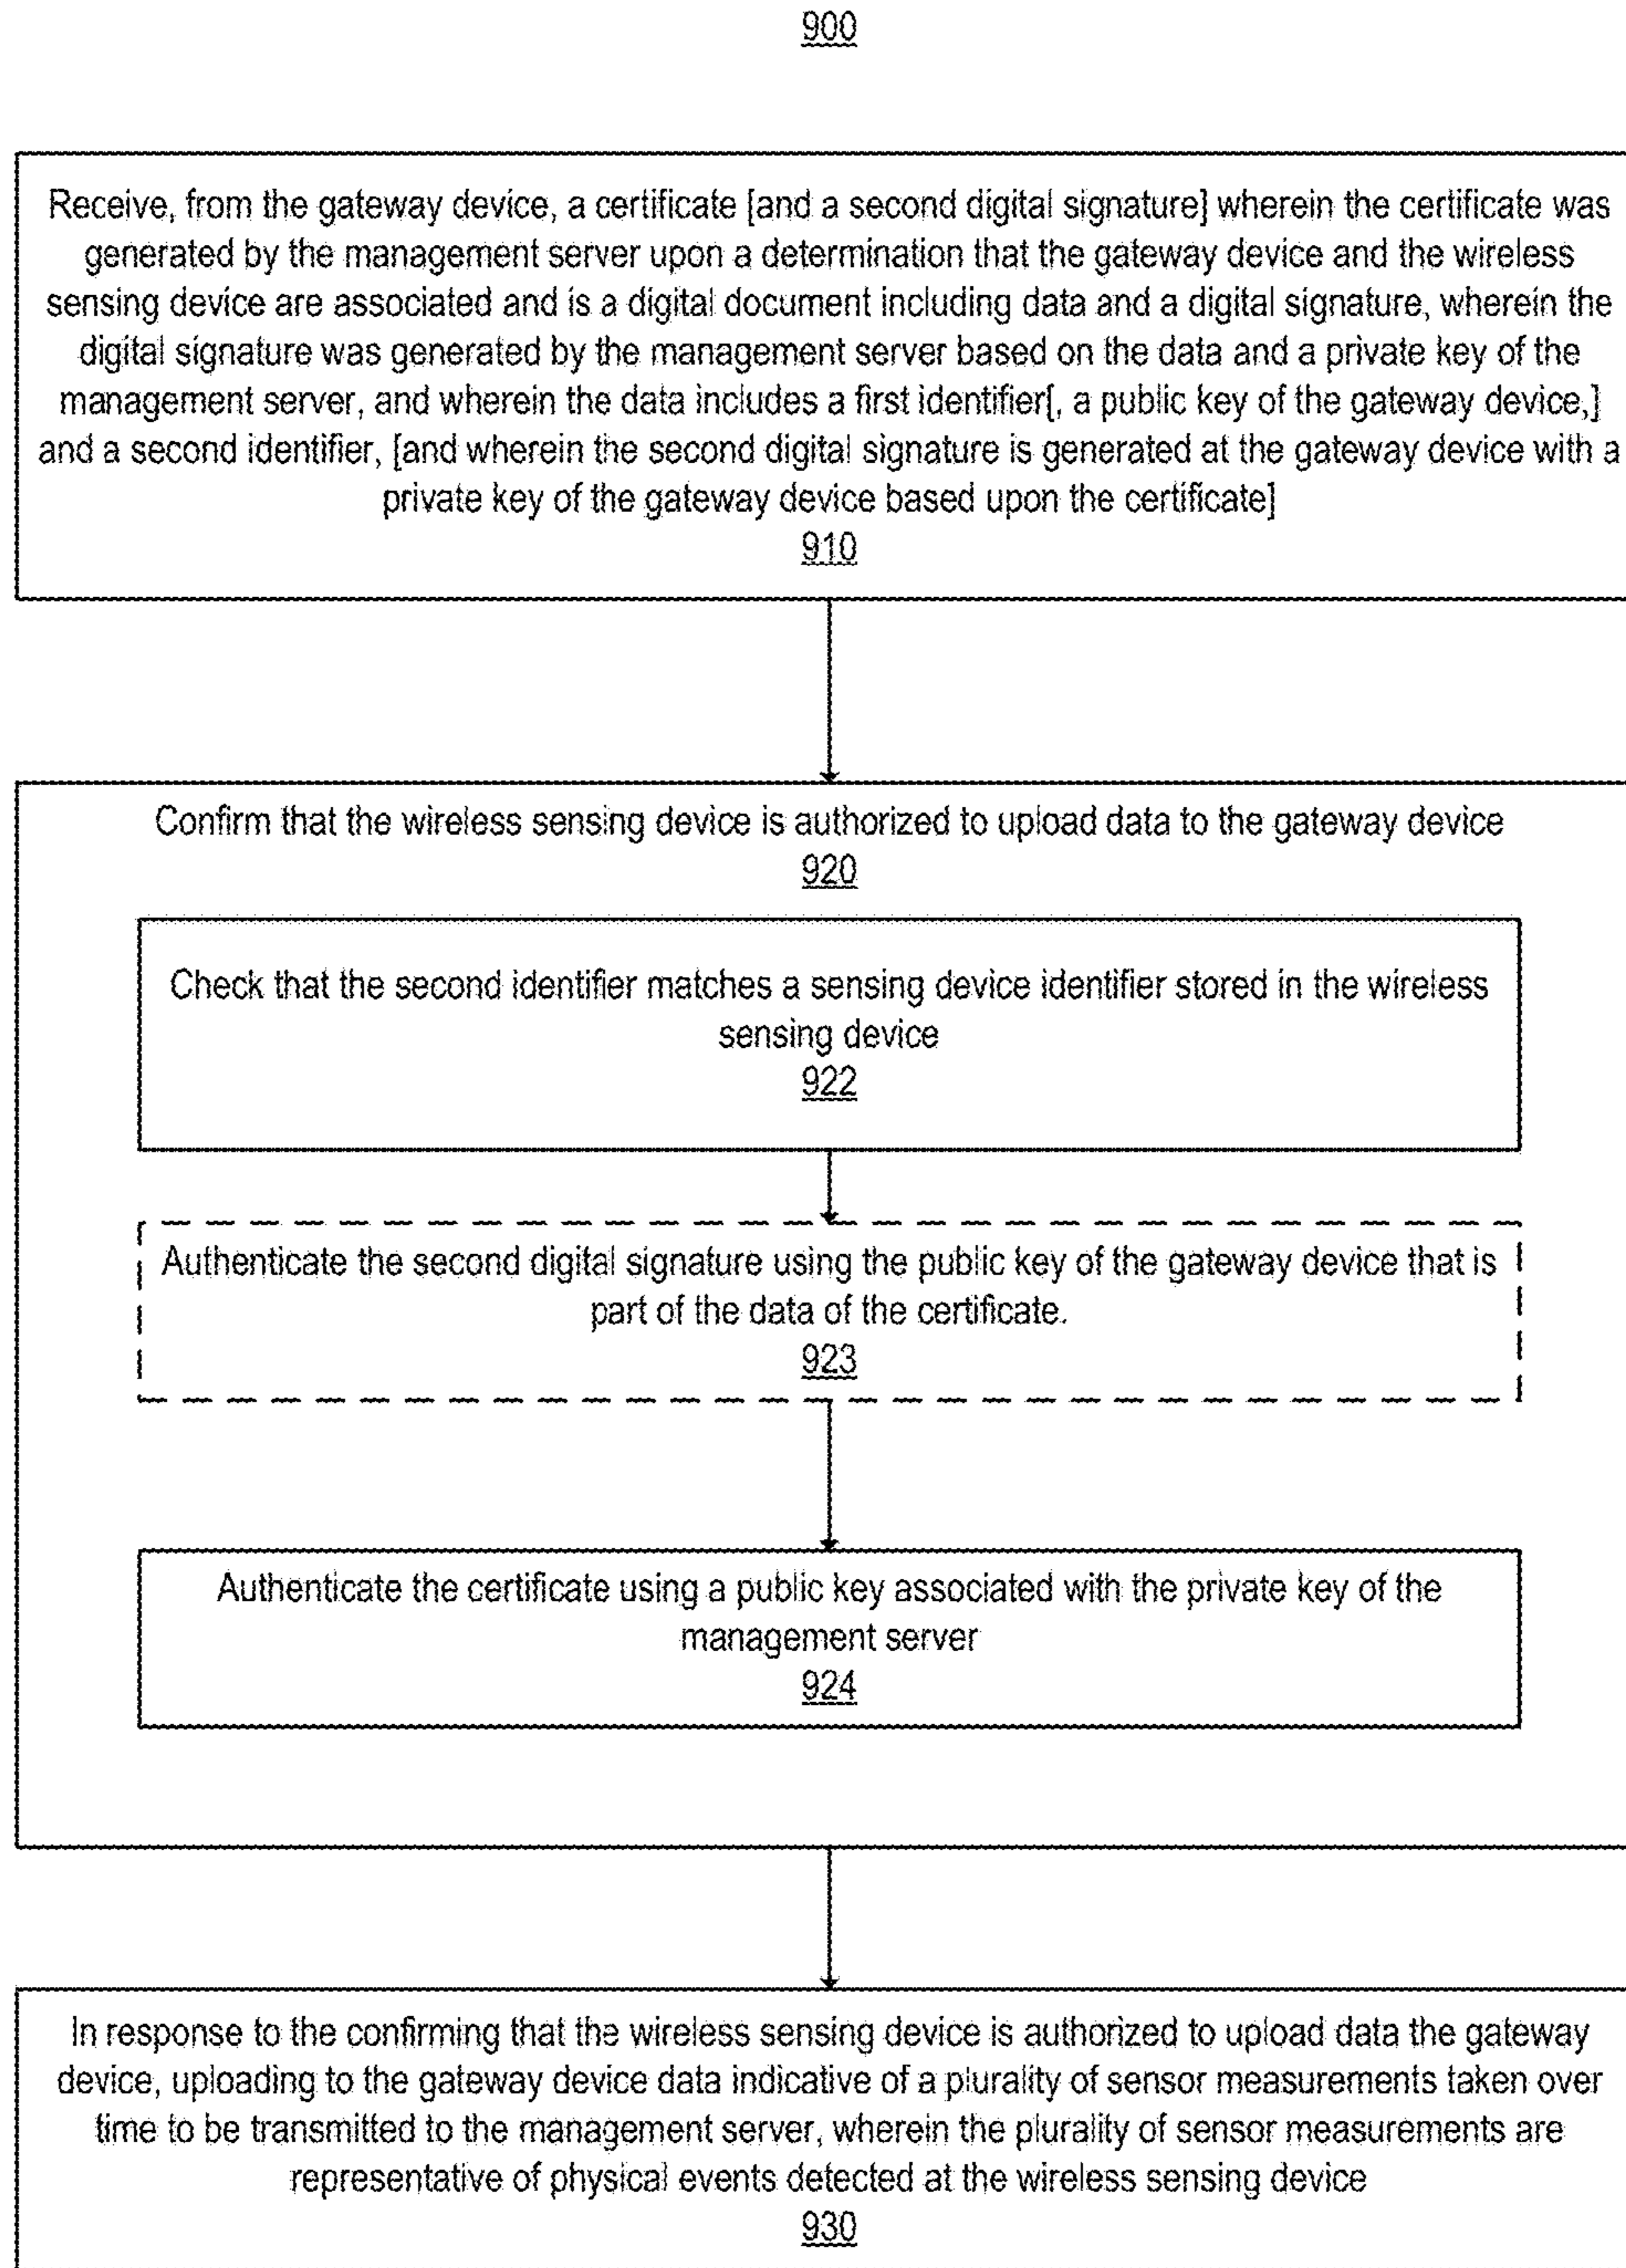 900
Receive, from the gateway device, a certificate [and a second digital signature] wherein the certificate was
generated by the management server upon a determination that the gateway device and the wireless
sensing device are associated and is a digital document including data and a digital signature, wherein the
digital signature was generated by the management server based on the data and a private key of the
management server, and wherein the data includes a first identifier[, a public key of the gateway device,]
and a second identifier, [and wherein the second digital signature is generated at the gateway device with a
private key of the gateway device based upon the certificate]
910
Confirm that the wireless sensing device is authorized to upload data to the gateway device
920
Check that the second identifier matches a sensing device identifier stored in the wireless
sensing device
922
Authenticate the second digital signature using the public key of the gateway device that is
part of the data of the certificate.
923
Authenticate the certificate using a public key associated with the private key of the
management server
924
In response to the confirming that the wireless sensing device is authorized to upload data the gateway
device, uploading to the gateway device data indicative of a plurality of sensor measurements taken over
time to be transmitted to the management server, wherein the plurality of sensor measurements are
representative of physical events detected at the wireless sensing device
930